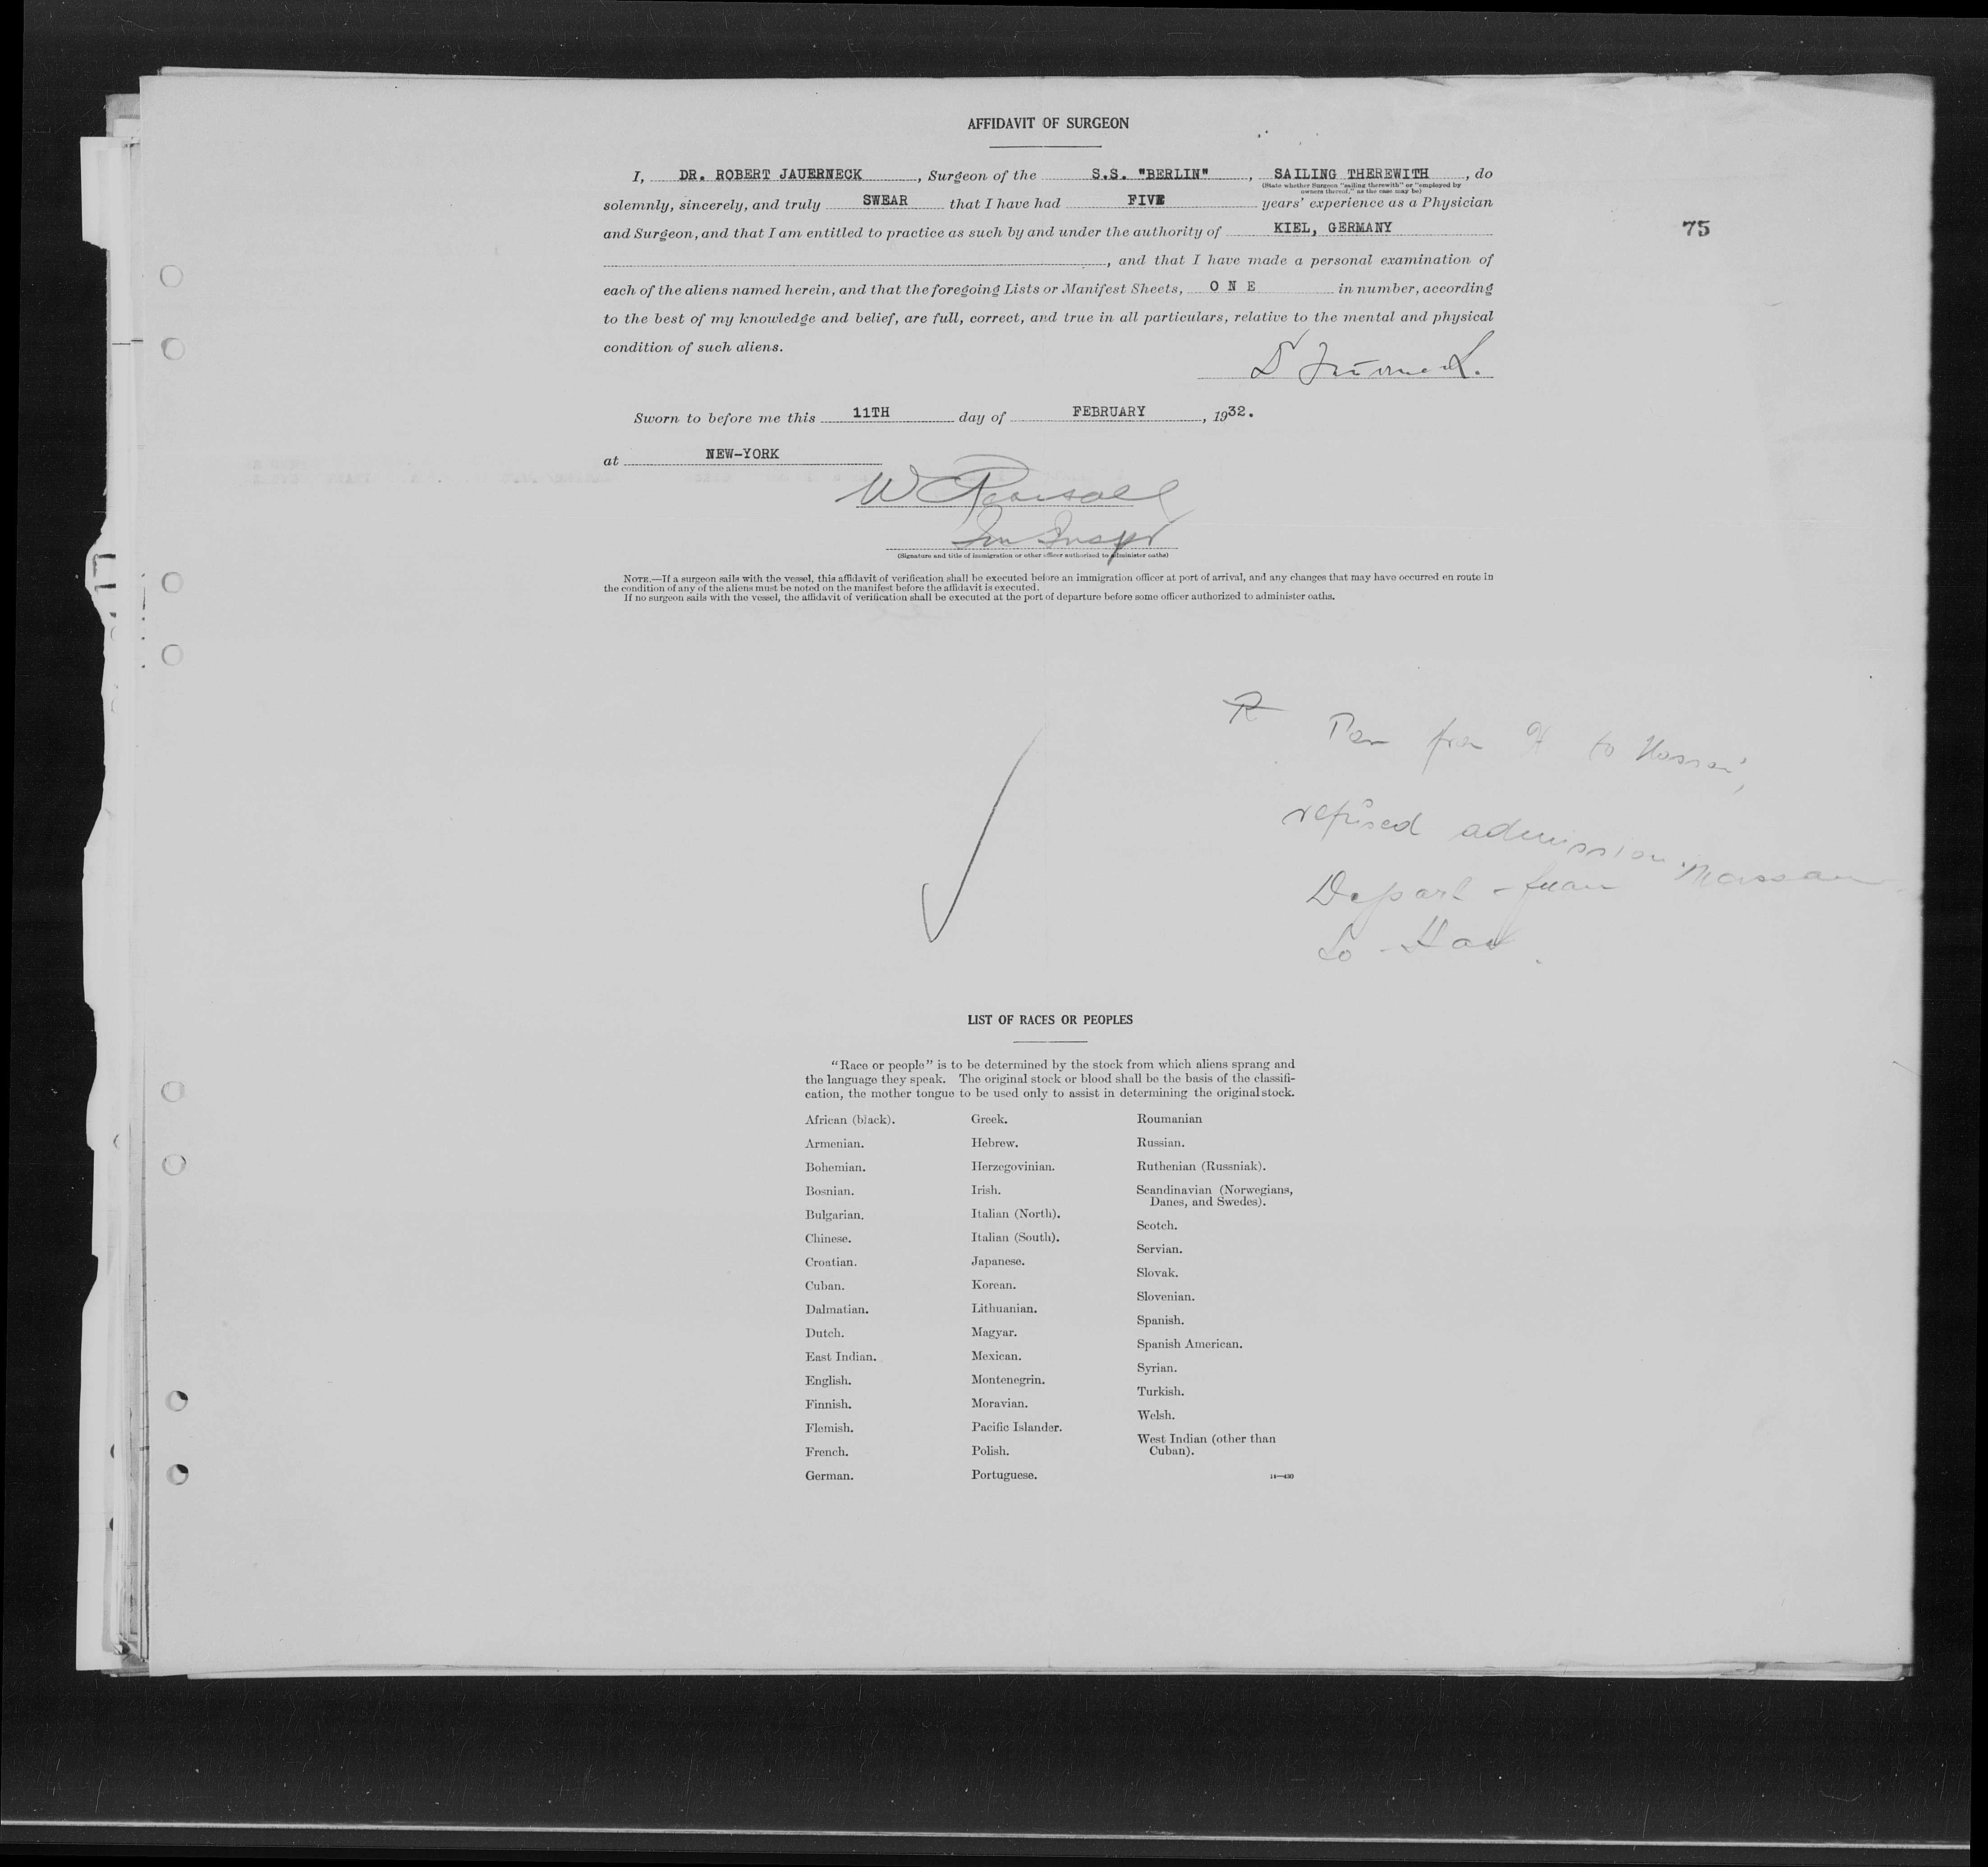 AFFIDAVIT OF SURGEON
I, DR. ROBERT JAUERNECK, Surgeon of the S.S. "BERLIN", SAILING THEREWITH, do
(State whether Surgeon "sailing therewith" or "employed by
owners thereof," as the case may be)
solemnly, sincerely, and truly SWEAR that I have had FIVE years' experience as a Physician
and Surgeon, and that I am entitled to practice as such by and under the authority of KIEL, GERMANY
75
, and that I have made a personal examination of
each of the aliens named herein, and that the foregoing Lists or Manifest Sheets, O N E in number, according
to the best of my knowledge and belief, are full, correct, and true in all particulars, relative to the mental and physical
condition of such aliens.
Sworn to before me this 11TH day of FEBRUARY, 1932.
at NEW-YORK
W Pearsall
Im Inspr
(Signature and title of immigration or other officer authorized to administer oaths)
NOTE.—If a surgeon sails with the vessel, this affidavit of verification shall be executed before an immigration officer at port of arrival, and any changes that may have occurred en route in
the condition of any of the aliens must be noted on the manifest before the affidavit is executed.
If no surgeon sails with the vessel, the affidavit of verification shall be executed at the port of departure before some officer authorized to administer oaths.
R
to Nassau,
refused admission Nassau
to
LIST OF RACES OR PEOPLES
"Race or people" is to be determined by the stock from which aliens sprang and
the language they speak. The original stock or blood shall be the basis of the classifi-
cation, the mother tongue to be used only to assist in determining the original stock.
African (black).
Armenian.
Bohemian.
Bosnian.
Bulgarian.
Chinese.
Croatian.
Cuban.
Dalmatian.
Dutch.
East Indian.
English.
Finnish.
Flemish.
French.
German.
Greek.
Hebrew.
Herzegovinian.
Irish.
Italian (North).
Italian (South).
Japanese.
Korean.
Lithuanian.
Magyar.
Mexican.
Montenegrin.
Moravian.
Pacific Islander.
Polish.
Portuguese.
Roumanian
Russian.
Ruthenian (Russniak).
Scandinavian (Norwegians,
Danes, and Swedes).
Scotch.
Servian.
Slovak.
Slovenian.
Spanish.
Spanish American.
Syrian.
Turkish.
Welsh.
West Indian (other than
Cuban).
14—430